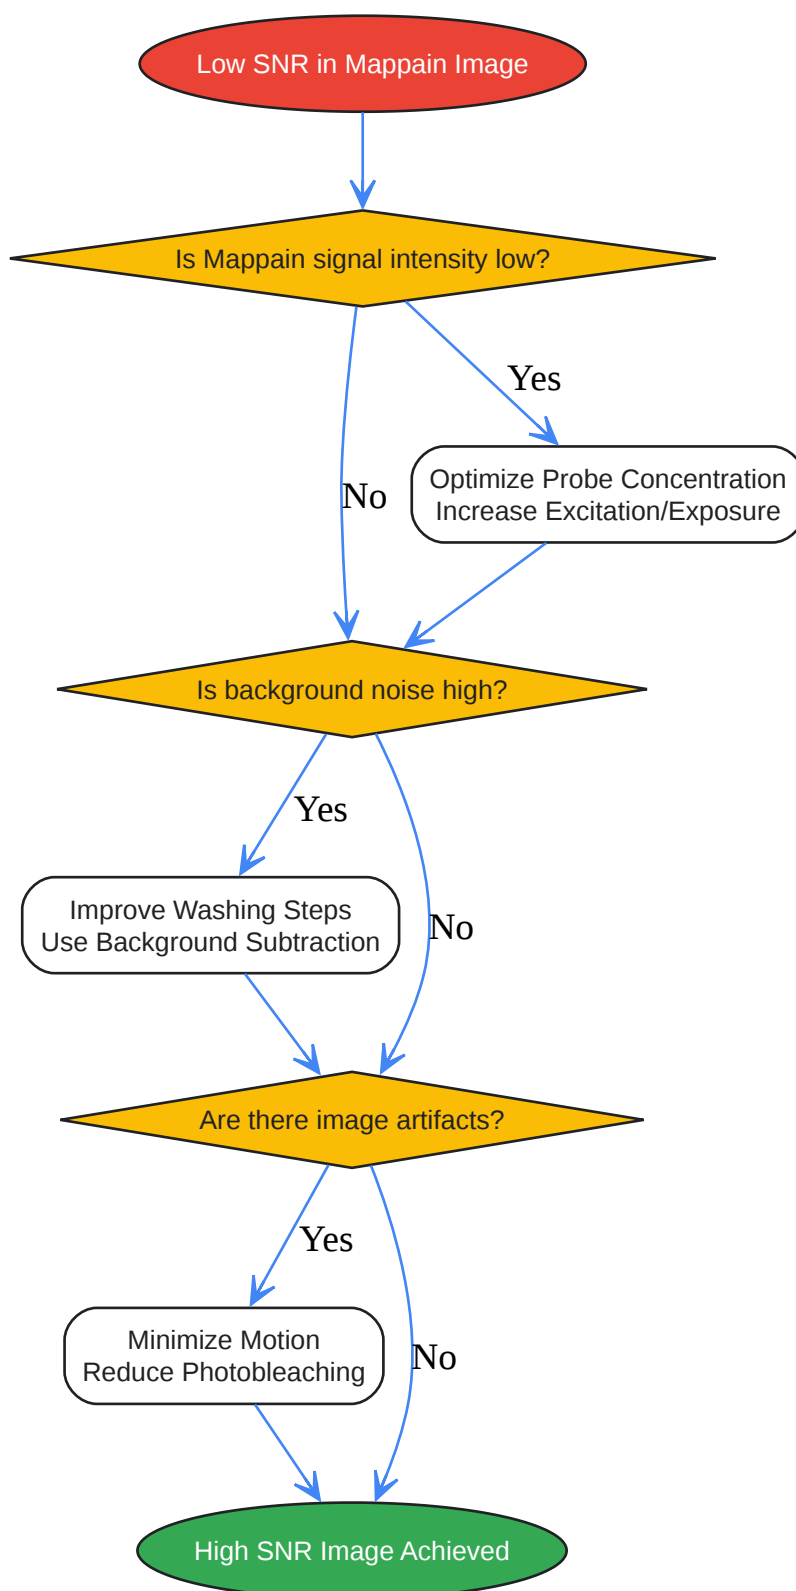 Low SNR in Mappain Image
Is Mappain signal intensity low?
Yes
Optimize Probe Concentration
Increase Excitation/Exposure
No
Is background noise high?
Yes
Improve Washing Steps
Use Background Subtraction
No
Are there image artifacts?
Yes
Minimize Motion
Reduce Photobleaching
No
High SNR Image Achieved